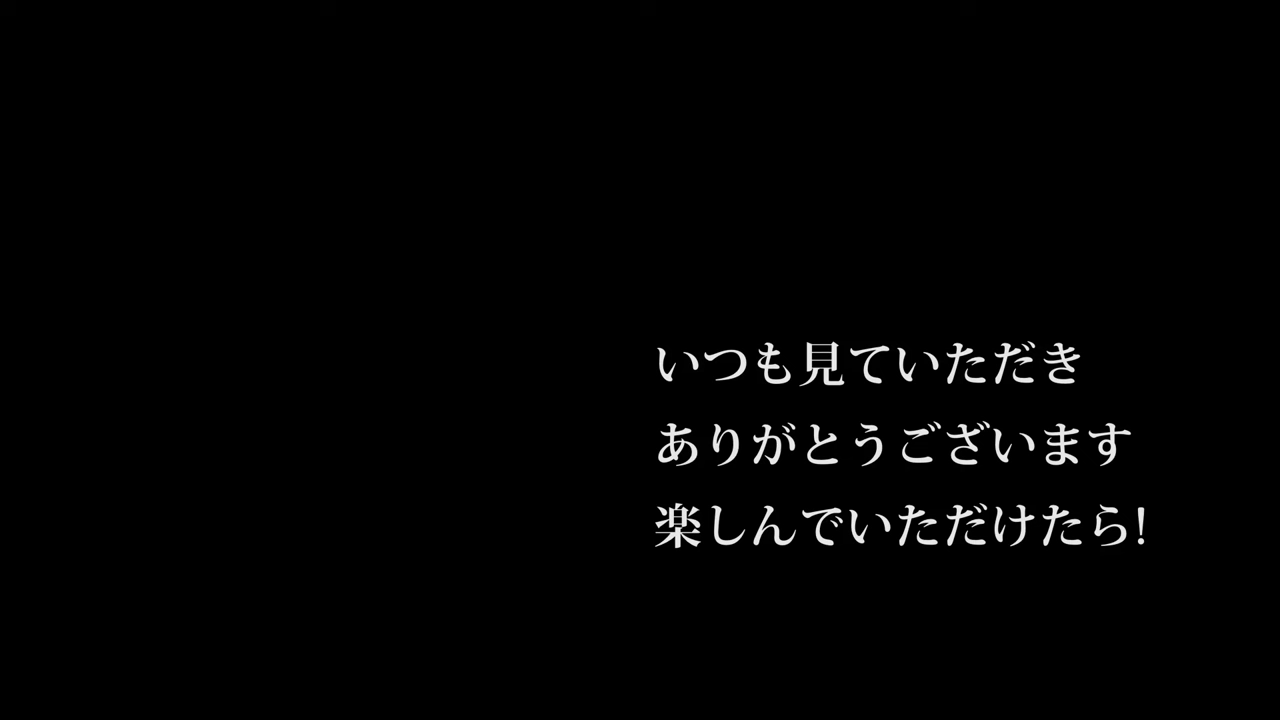 いつも見ていただき
ありがとうございます
楽しんでいただけたら!